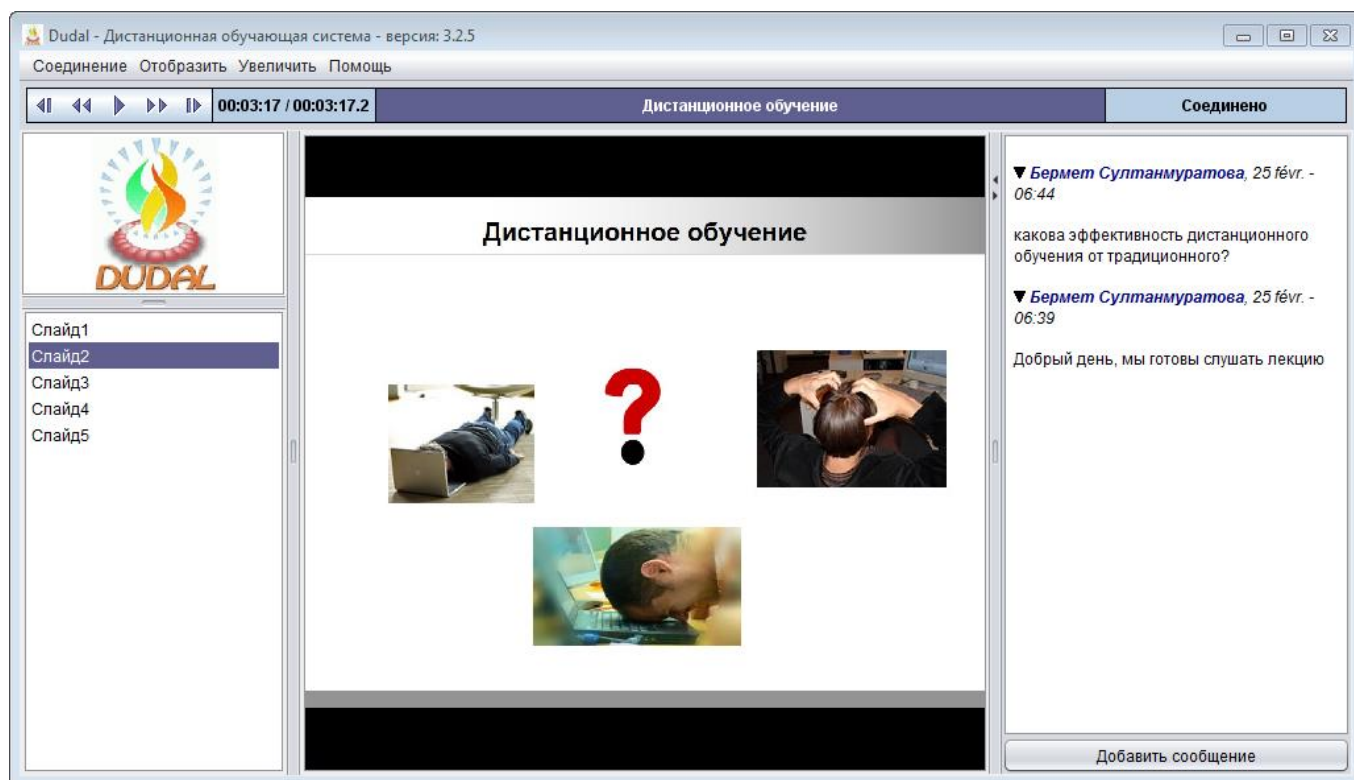 Dudal - Дистанционная обучающая система - версия: 3.2.5
Соединение Отобразить Увеличить Помощь
00:03:17 / 00:03:17.2
Дистанционное обучение
Соединено
DUDAL
Слайд1
Слайд2
Слайд3
Слайд4
Слайд5
Дистанционное обучение
?
▼ Бермет Султанмуратова, 25 févr. -
06:44
какова эффективность дистанционного
обучения от традиционного?
▼ Бермет Султанмуратова, 25 févr. -
06:39
Добрый день, мы готовы слушать лекцию
Добавить сообщение